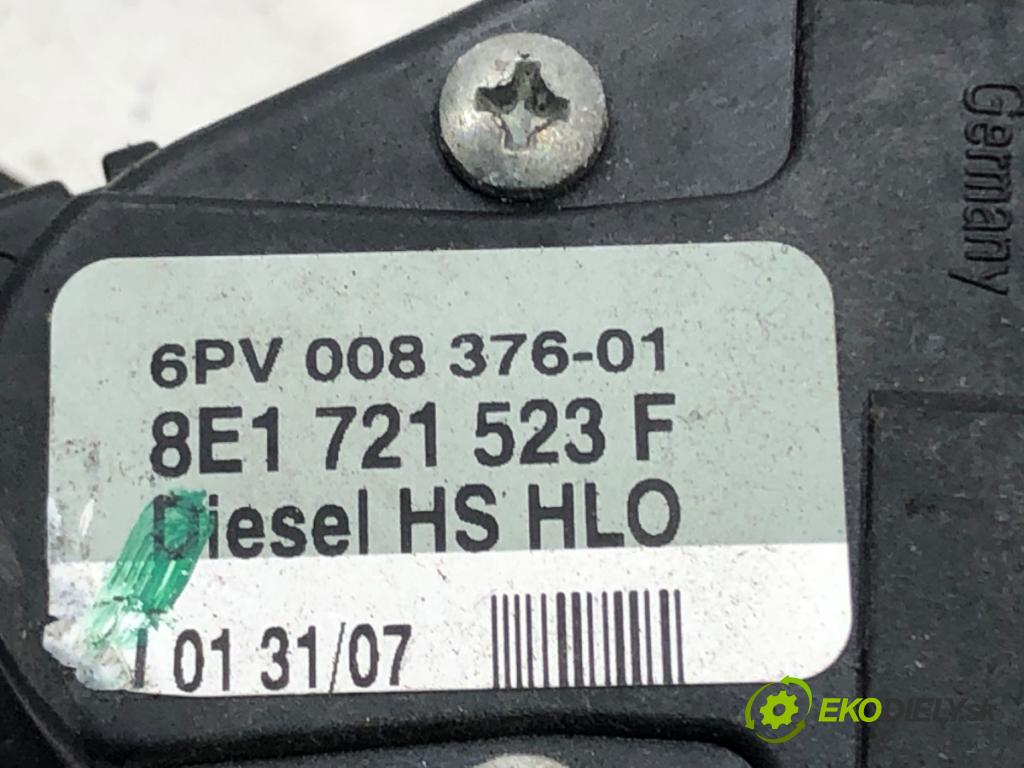 Germany
6PV 008 376-01
8E1 721 523 F
Diesel HS HLO
01 31/07
EKODIELY.sk